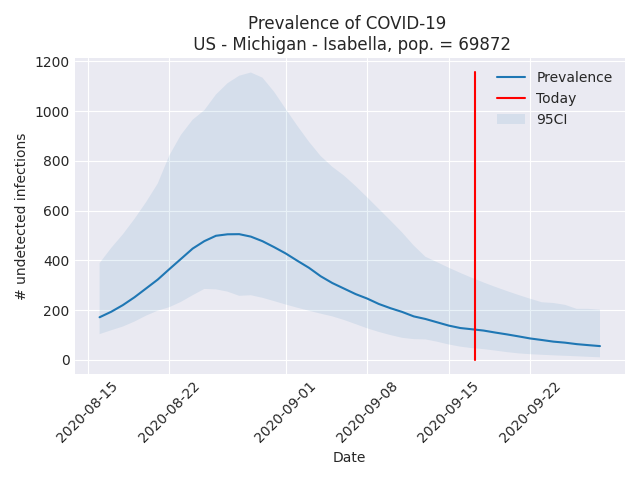 Prevalence of COVID-19
US - Michigan - Isabella, pop. = 69872
1200
1000
800
600
400
200
0
# undetected infections
Prevalence
Today
95CI
2020-08-15
2020-08-22
2020-09-01
2020-09-08
2020-09-15
2020-09-22
Date